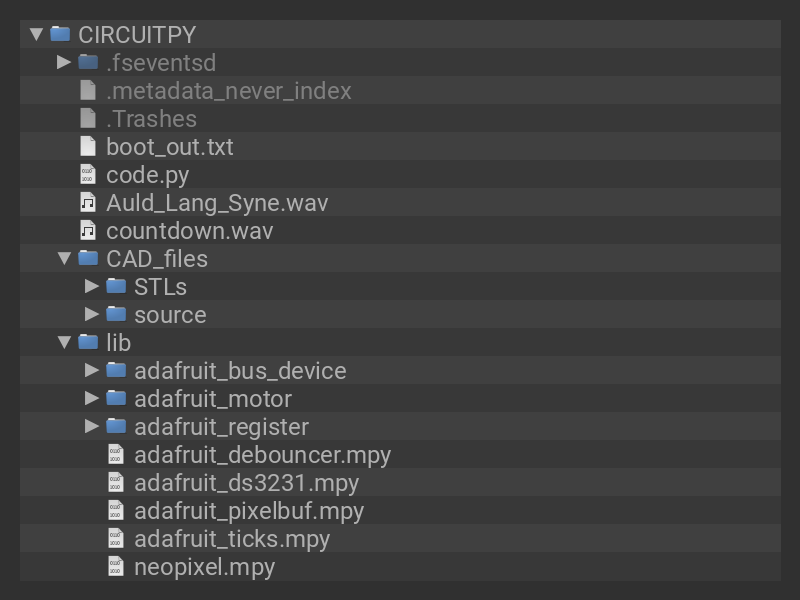 CIRCUITPY
.fseventsd
.metadata_never_index
.Trashes
boot_out.txt
code.py
Auld_Lang_Syne.wav
countdown.wav
CAD_files
STLs
source
lib
adafruit_bus_device
adafruit_motor
adafruit_register
adafruit_debouncer.mpy
adafruit_ds3231.mpy
adafruit_pixelbuf.mpy
adafruit_ticks.mpy
neopixel.mpy